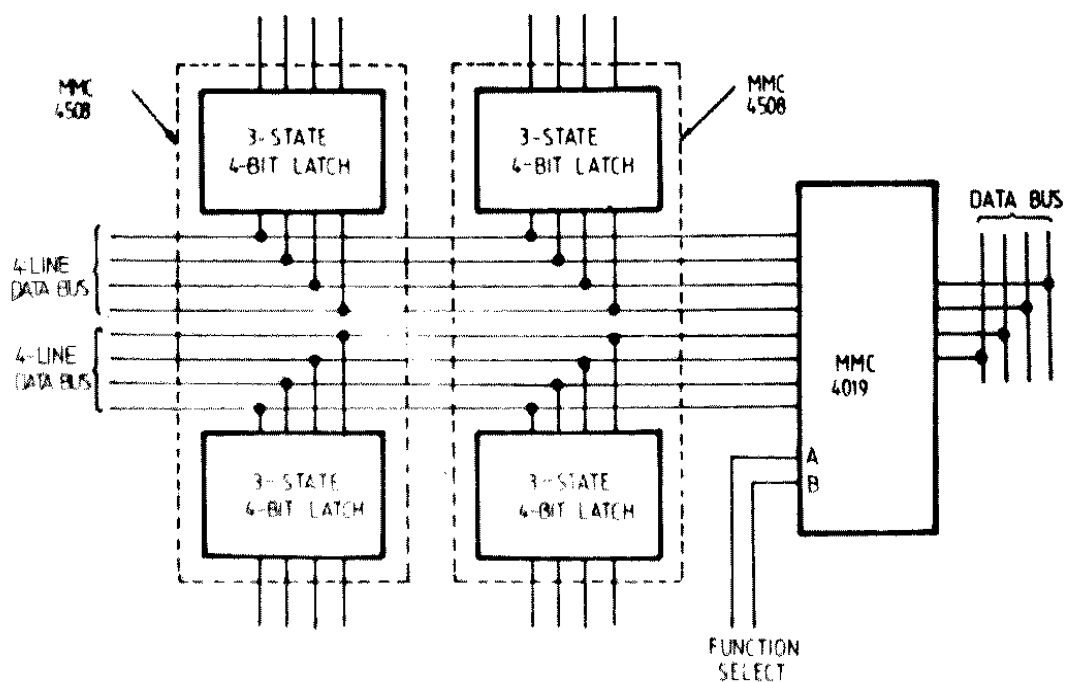 MMC
4508
3-STATE
4-BIT LATCH
3-STATE
4-BIT LATCH
MMC
4508
DATA BUS
4-LINE
DATA BUS
4-LINE
DATA BUS
MMC
4019
A
B
3-STATE
4-BIT LATCH
3-STATE
4-BIT LATCH
FUNCTION
SELECT